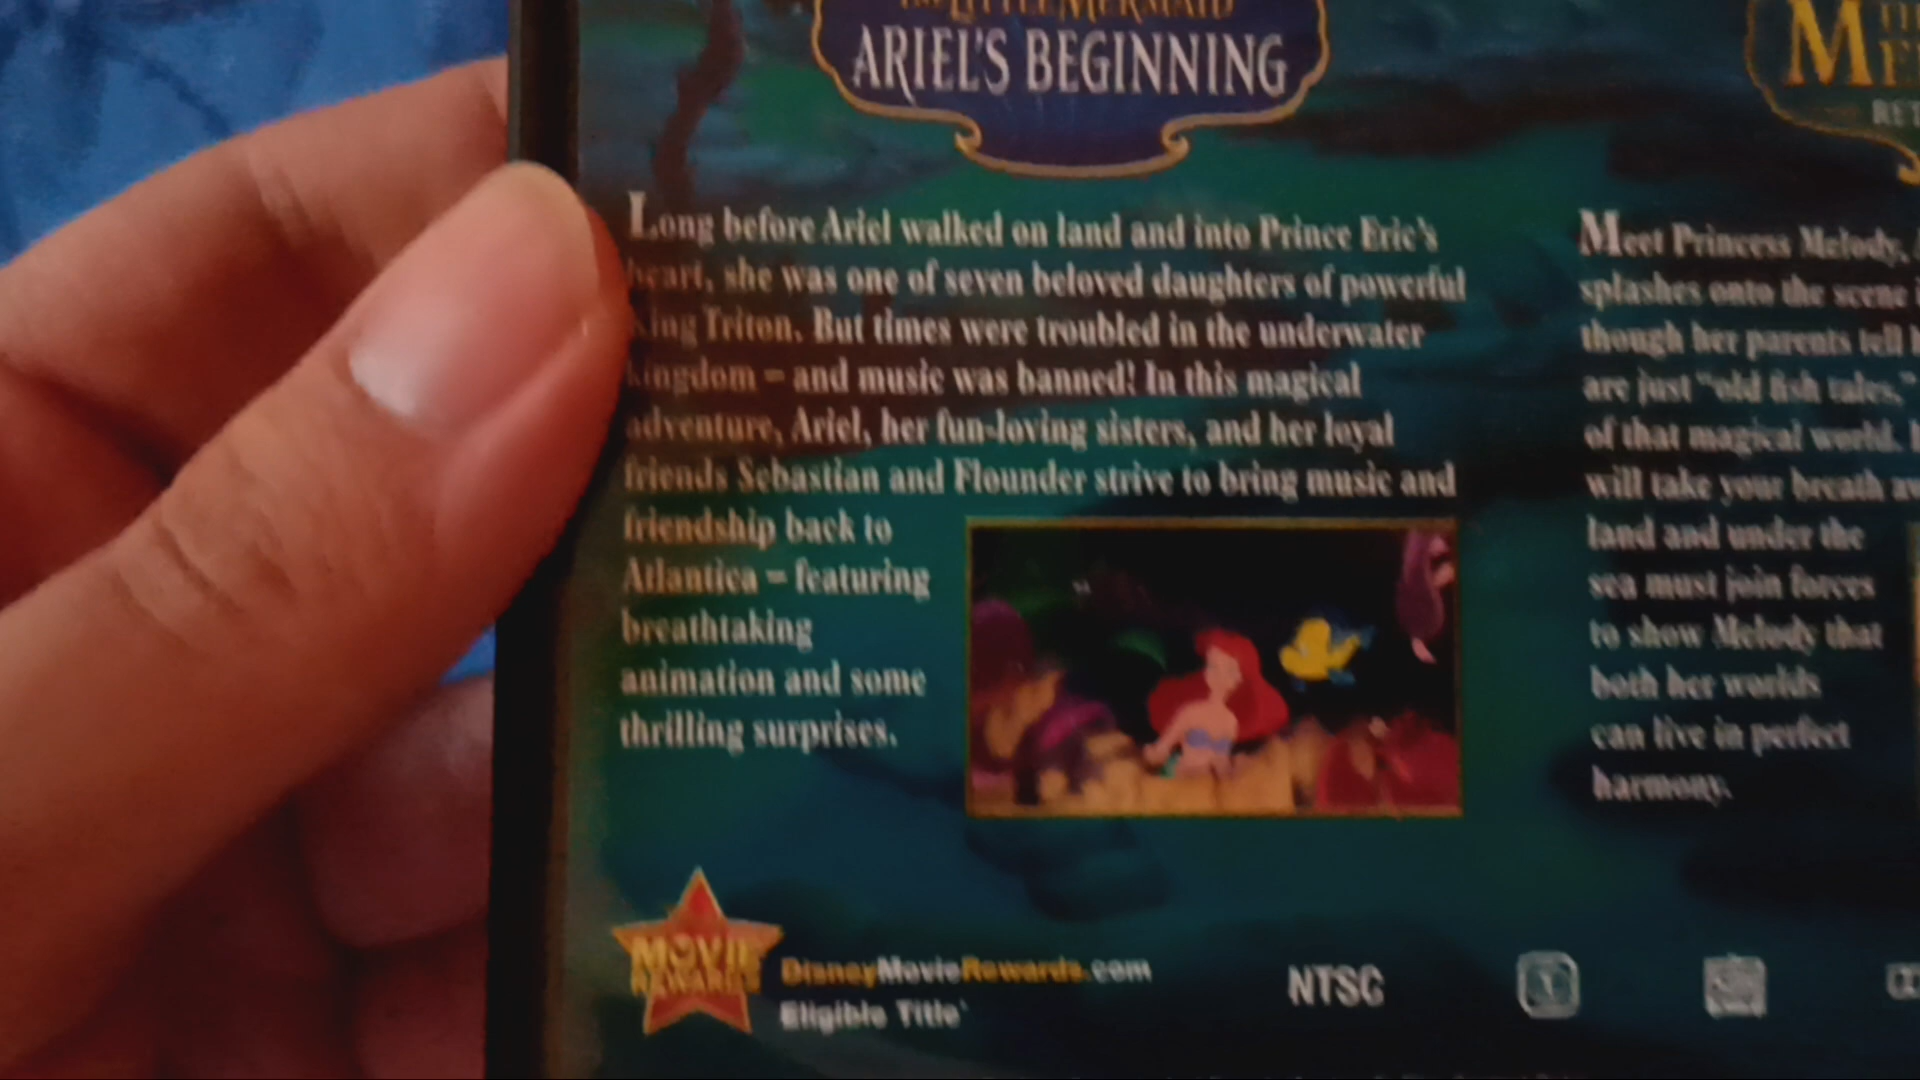 THE LITTLE MERMAID
ARIEL'S BEGINNING
Long before Ariel walked on land and into Prince Eric's
heart, she was one of seven beloved daughters of powerful
King Triton. But times were troubled in the underwater
kingdom – and music was banned! In this magical
adventure, Ariel, her fun-loving sisters, and her loyal
friends Sebastian and Flounder strive to bring music and
friendship back to
Atlantica – featuring
breathtaking
animation and some
thrilling surprises.
Meet Princess Melody,
splashes onto the scene
though her parents tell
are just "old fish tales,"
of that magical world.
will take your breath
land and under the
sea must join forces
to show Melody that
both her worlds
can live in perfect
harmony.
MOVIE
REWARDS
DisneyMovieRewards.com
Eligible Title*
NTSC